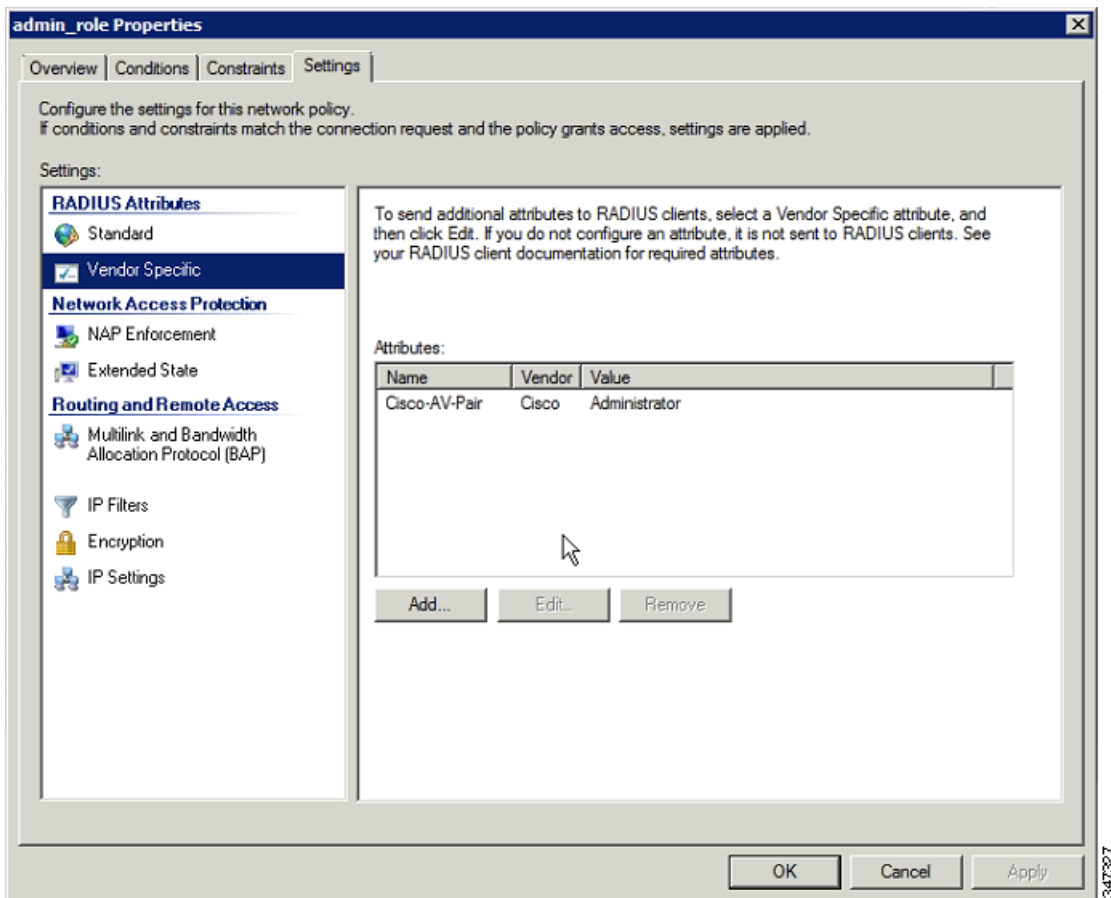 admin_role Properties
Overview
Conditions
Constraints
Settings
Configure the settings for this network policy.
If conditions and constraints match the connection request and the policy grants access, settings are applied.
Settings:
RADIUS Attributes
Standard
Vendor Specific
Network Access Protection
NAP Enforcement
Extended State
Routing and Remote Access
Multilink and Bandwidth
Allocation Protocol (BAP)
IP Filters
Encryption
IP Settings
To send additional attributes to RADIUS clients, select a Vendor Specific attribute, and
then click Edit. If you do not configure an attribute, it is not sent to RADIUS clients. See
your RADIUS client documentation for required attributes.
Attributes:
Name Vendor Value
Cisco-AV-Pair Cisco Administrator
Add... Edit... Remove
OK Cancel Apply
347327